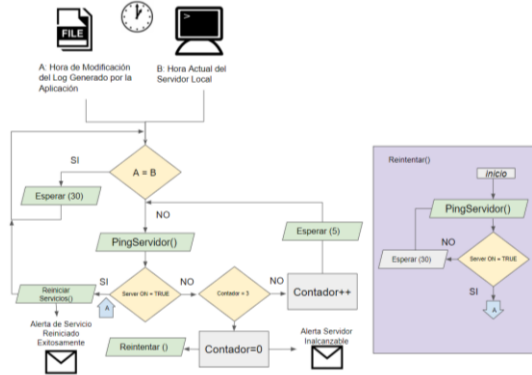 FILE
>
A: Hora de Modificación
del Log Generado por la
Aplicación
B: Hora Actual del
Servidor Local
SI
A = B
Esperar (30)
NO
PingServidor()
Esperar (5)
Reiniciar
Servicios()
SI
A
Server ON = TRUE
NO
Contador = 3
NO
Contador++
Alerta de Servicio
Reiniciado
Exitosamente
Reintentar ()
Contador=0
Alerta Servidor
Inalcanzable
Reintentar()
inicio
PingServidor()
NO
Esperar (30)
Server ON = TRUE
SI
A